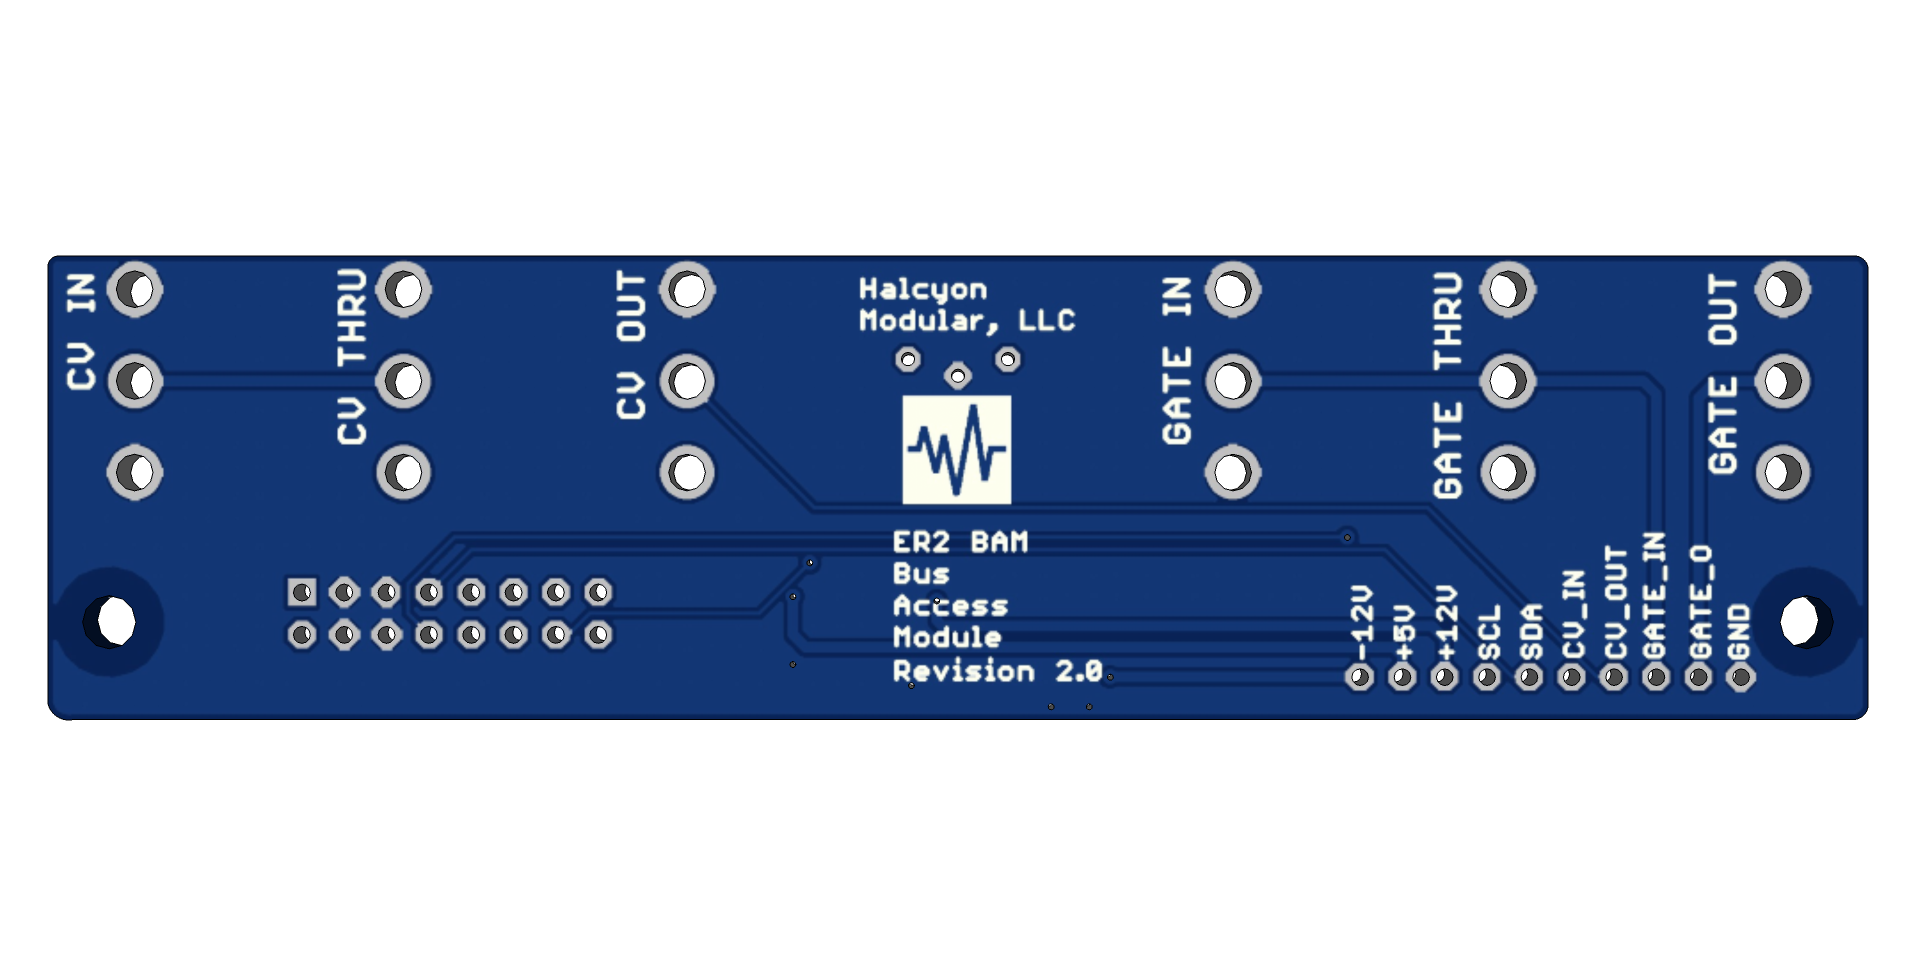 CV IN
CV THRU
CV OUT
Halcyon
Modular, LLC
GATE IN
GATE THRU
GATE OUT
ER2 BAM
Bus
Access
Module
Revision 2.0
-12V
+5V
+12V
SCL
SDA
CV_IN
CV_OUT
GATE_IN
GATE_O
GND